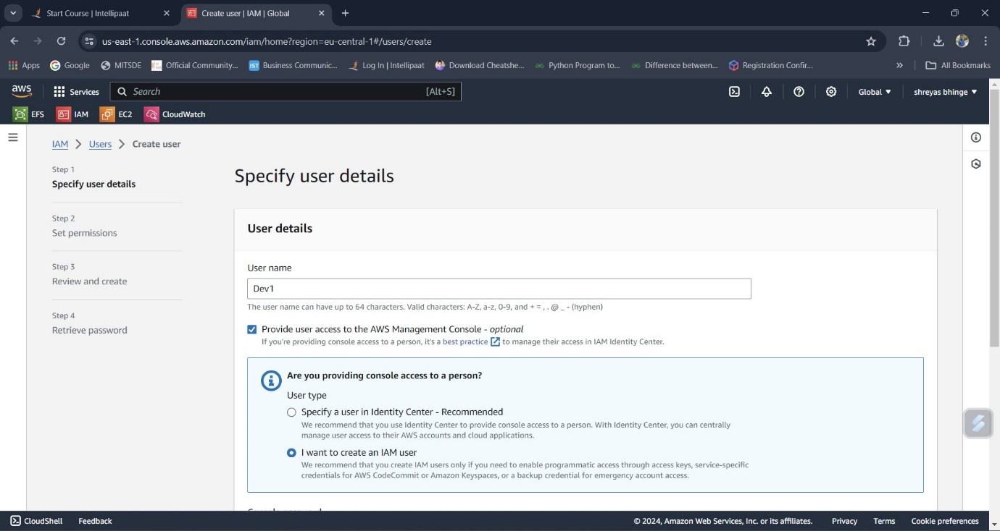 Start Course | Intellipaat
Create user | IAM | Global
us-east-1.console.aws.amazon.com/iam/home?region=eu-central-1#/users/create
Apps Google MITSDE Official Community... IST Business Communic... Log In | Intellipaat Download Cheatshe... Python Program to... Difference between... Registration Confir... » All Bookmarks
aws Services Search [Alt+S] Global shreyas bhinge
EFS IAM EC2 CloudWatch
IAM Users Create user
Step 1
Specify user details
Step 2
Set permissions
Step 3
Review and create
Step 4
Retrieve password
Specify user details
User details
User name
Dev1
The user name can have up to 64 characters. Valid characters: A-Z, a-z, 0-9, and + = , . @ _ - (hyphen)
Provide user access to the AWS Management Console - optional
If you're providing console access to a person, it's a best practice to manage their access in IAM Identity Center.
Are you providing console access to a person?
User type
Specify a user in Identity Center - Recommended
We recommend that you use Identity Center to provide console access to a person. With Identity Center, you can centrally
manage user access to their AWS accounts and cloud applications.
I want to create an IAM user
We recommend that you create IAM users only if you need to enable programmatic access through access keys, service-specific
credentials for AWS CodeCommit or Amazon Keyspaces, or a backup credential for emergency account access.
CloudShell Feedback © 2024, Amazon Web Services, Inc. or its affiliates. Privacy Terms Cookie preferences